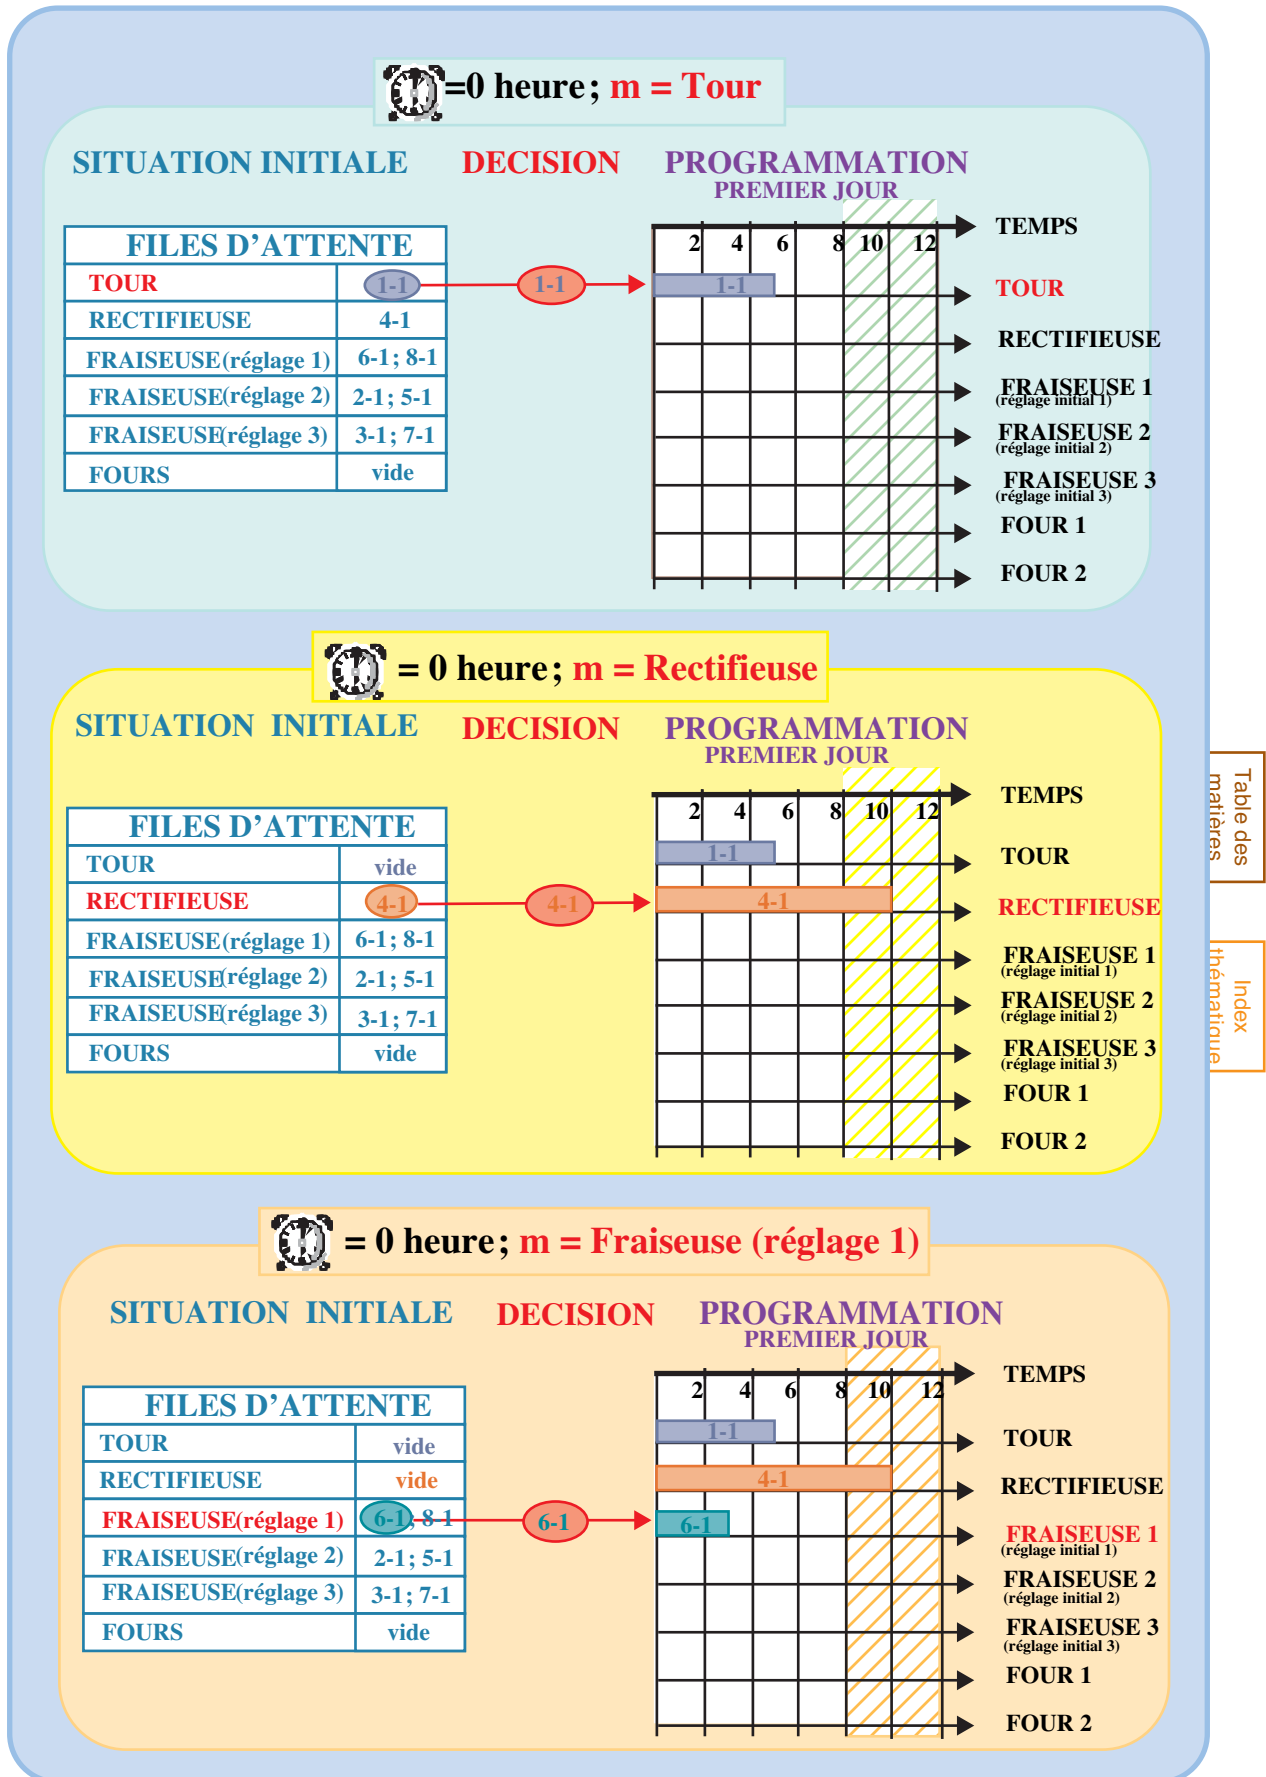 =0 heure; m = Tour
SITUATION INITIALE DECISION PROGRAMMATION
PREMIER JOUR
FILES D'ATTENTE
TOUR 1-1
RECTIFIEUSE 4-1
FRAISEUSE(réglage 1) 6-1; 8-1
FRAISEUSE(réglage 2) 2-1; 5-1
FRAISEUSE(réglage 3) 3-1; 7-1
FOURS vide
1-1
2 4 6 8 10 12 TEMPS
1-1 TOUR
RECTIFIEUSE
FRAISEUSE 1
(réglage initial 1)
FRAISEUSE 2
(réglage initial 2)
FRAISEUSE 3
(réglage initial 3)
FOUR 1
FOUR 2
= 0 heure; m = Rectifieuse
SITUATION INITIALE DECISION PROGRAMMATION
PREMIER JOUR
FILES D'ATTENTE
TOUR vide
RECTIFIEUSE 4-1
FRAISEUSE(réglage 1) 6-1; 8-1
FRAISEUSE(réglage 2) 2-1; 5-1
FRAISEUSE(réglage 3) 3-1; 7-1
FOURS vide
4-1
2 4 6 8 10 12 TEMPS
1-1 TOUR
4-1 RECTIFIEUSE
FRAISEUSE 1
(réglage initial 1)
FRAISEUSE 2
(réglage initial 2)
FRAISEUSE 3
(réglage initial 3)
FOUR 1
FOUR 2
= 0 heure; m = Fraiseuse (réglage 1)
SITUATION INITIALE DECISION PROGRAMMATION
PREMIER JOUR
FILES D'ATTENTE
TOUR vide
RECTIFIEUSE vide
FRAISEUSE(réglage 1) 6-1; 8-1
FRAISEUSE(réglage 2) 2-1; 5-1
FRAISEUSE(réglage 3) 3-1; 7-1
FOURS vide
6-1
2 4 6 8 10 12 TEMPS
1-1 TOUR
4-1 RECTIFIEUSE
6-1 FRAISEUSE 1
(réglage initial 1)
FRAISEUSE 2
(réglage initial 2)
FRAISEUSE 3
(réglage initial 3)
FOUR 1
FOUR 2
Table des
matières
Index
thématique